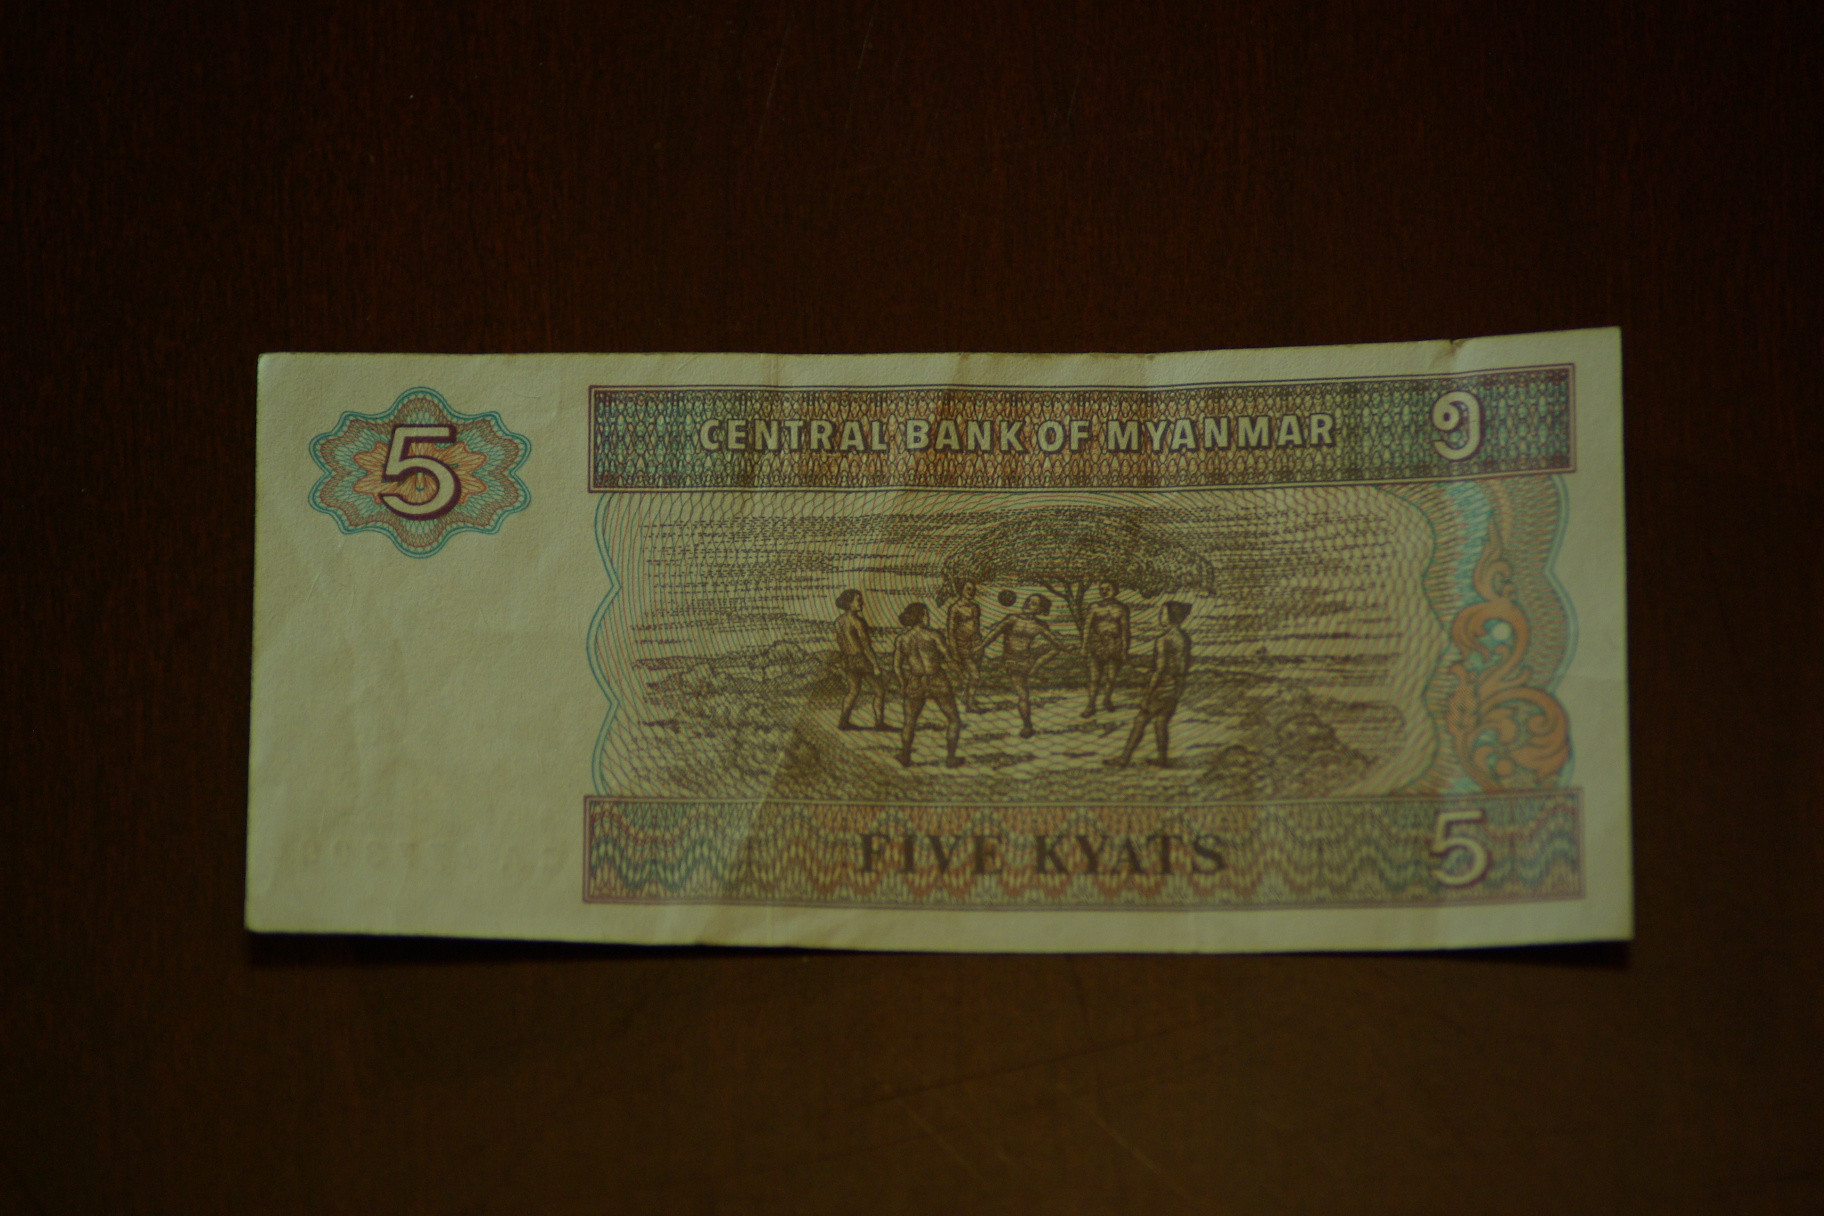 5
CENTRAL BANK OF MYANMAR ၅
FIVE KYATS 5